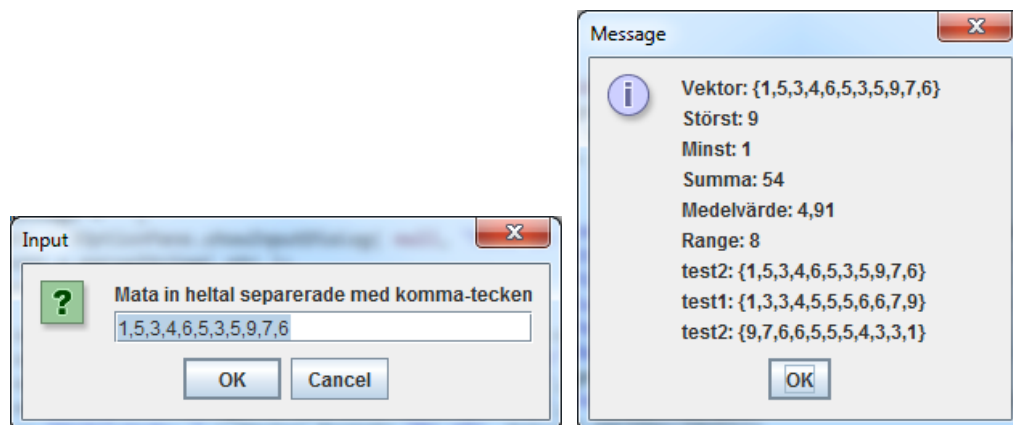 Input
?
Mata in heltal separerade med komma-tecken
1,5,3,4,6,5,3,5,9,7,6
OK
Cancel
Message
i
Vektor: {1,5,3,4,6,5,3,5,9,7,6}
Störst: 9
Minst: 1
Summa: 54
Medelvärde: 4,91
Range: 8
test2: {1,5,3,4,6,5,3,5,9,7,6}
test1: {1,3,3,4,5,5,5,6,6,7,9}
test2: {9,7,6,6,5,5,5,4,3,3,1}
OK